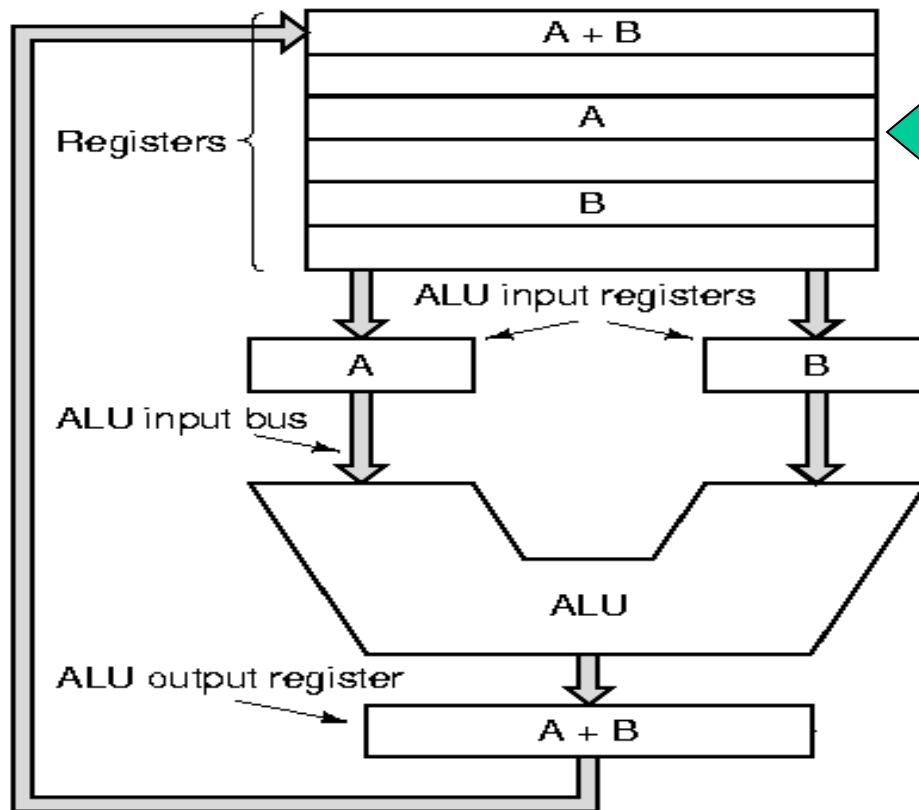 A + B
A
Registers
B
ALU input registers
A
B
ALU input bus
ALU
ALU output register
A + B